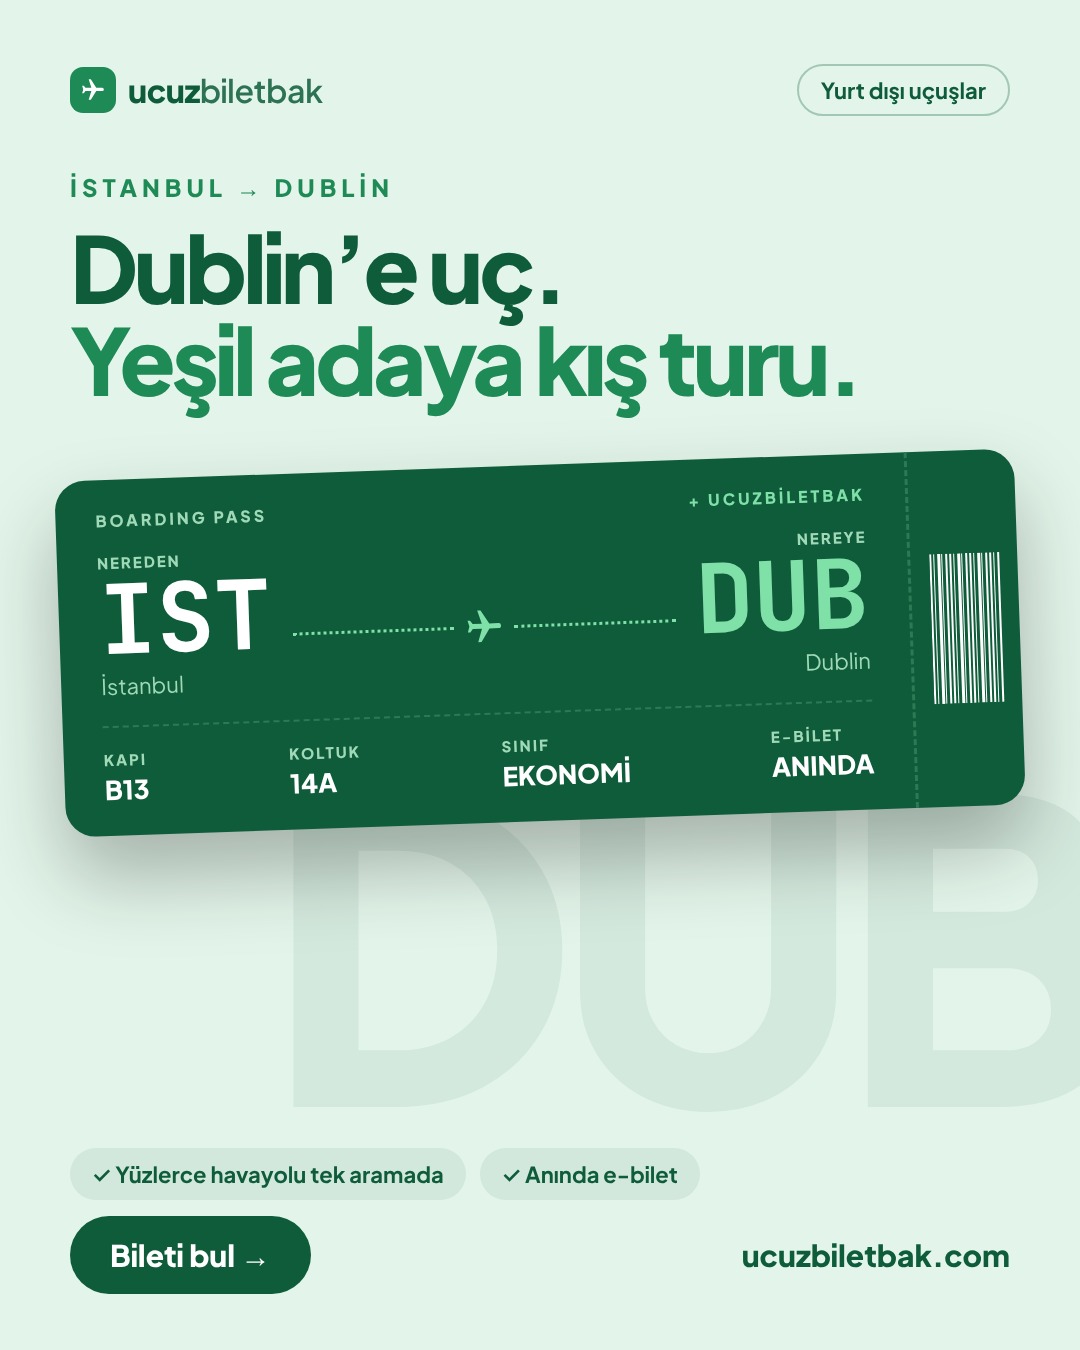 ucuzbiletbak
Yurt dışı uçuşlar
İSTANBUL → DUBLİN
Dublin’e uç.
Yeşil adaya kış turu.
BOARDING PASS
+ UCUZBİLETBAK
NEREDEN
NEREYE
IST
DUB
İstanbul
Dublin
KAPI
KOLTUK
SINIF
E-BİLET
B13
14A
EKONOMİ
ANINDA
DUB
✓ Yüzlerce havayolu tek aramada
✓ Anında e-bilet
Bileti bul →
ucuzbiletbak.com